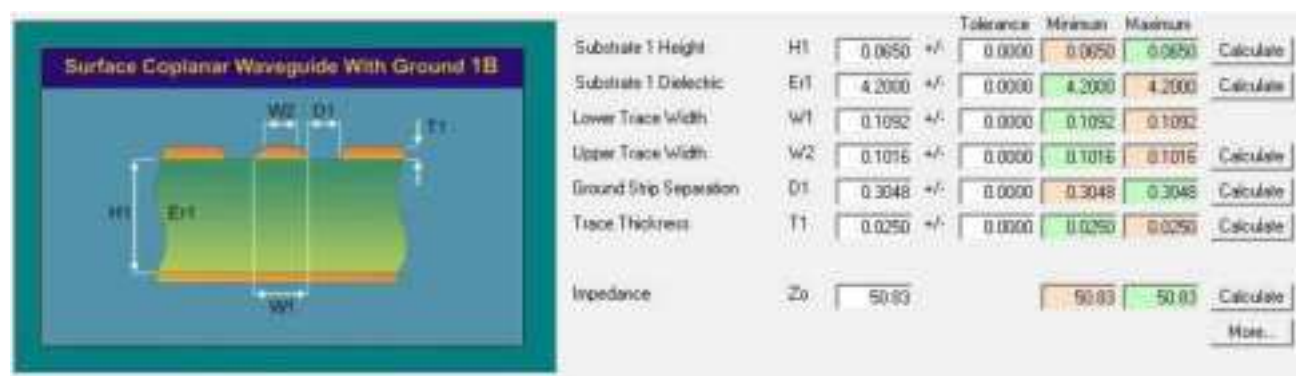 Surface Coplanar Waveguide With Ground 1B
W2 D1
T1
H1 Er1
W1
Tolerance Minimum Maximum
Substrate 1 Height H1 0.0650 +/- 0.0000 0.0650 0.0650 Calculate
Substrate 1 Dielectric Er1 4.2000 +/- 0.0000 4.2000 4.2000 Calculate
Lower Trace Width W1 0.1092 +/- 0.0000 0.1092 0.1092
Upper Trace Width W2 0.1016 +/- 0.0000 0.1016 0.1016 Calculate
Ground Strip Separation D1 0.3048 +/- 0.0000 0.3048 0.3048 Calculate
Trace Thickness T1 0.0250 +/- 0.0000 0.0250 0.0250 Calculate
Impedance Zo 50.83 50.83 50.83 Calculate
More...